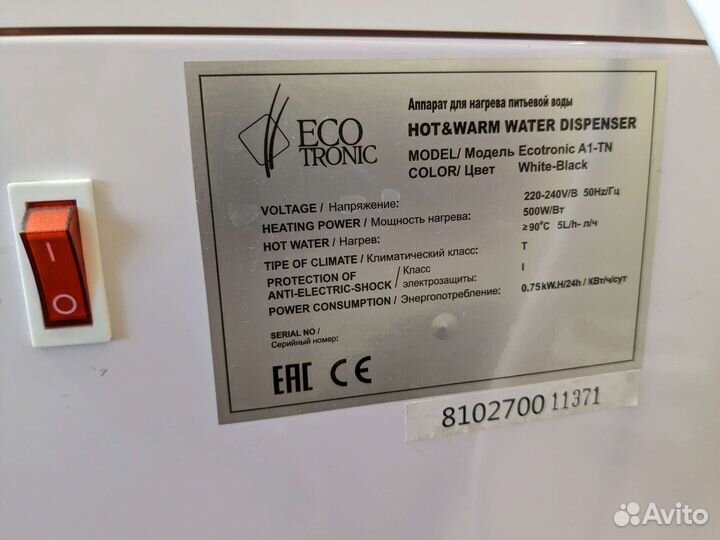 ECO
TRONIC
Аппарат для нагрева питьевой воды
HOT&WARM WATER DISPENSER
MODEL/ Модель Ecotronic A1-TN
COLOR/ Цвет White-Black
VOLTAGE / Напряжение: 220-240V/В 50Hz/Гц
HEATING POWER / Мощность нагрева: 500W/Вт
HOT WATER / Нагрев: ≥90°C 5L/h- л/ч
TYPE OF CLIMATE / Климатический класс: T
PROTECTION OF ANTI-ELECTRIC-SHOCK / Класс электрозащиты: I
POWER CONSUMPTION / Энергопотребление: 0.75kW.H/24h / КВт/ч/сут
SERIAL NO /
Серийный номер:
EAC CE
8102700 11371
I
O
Avito